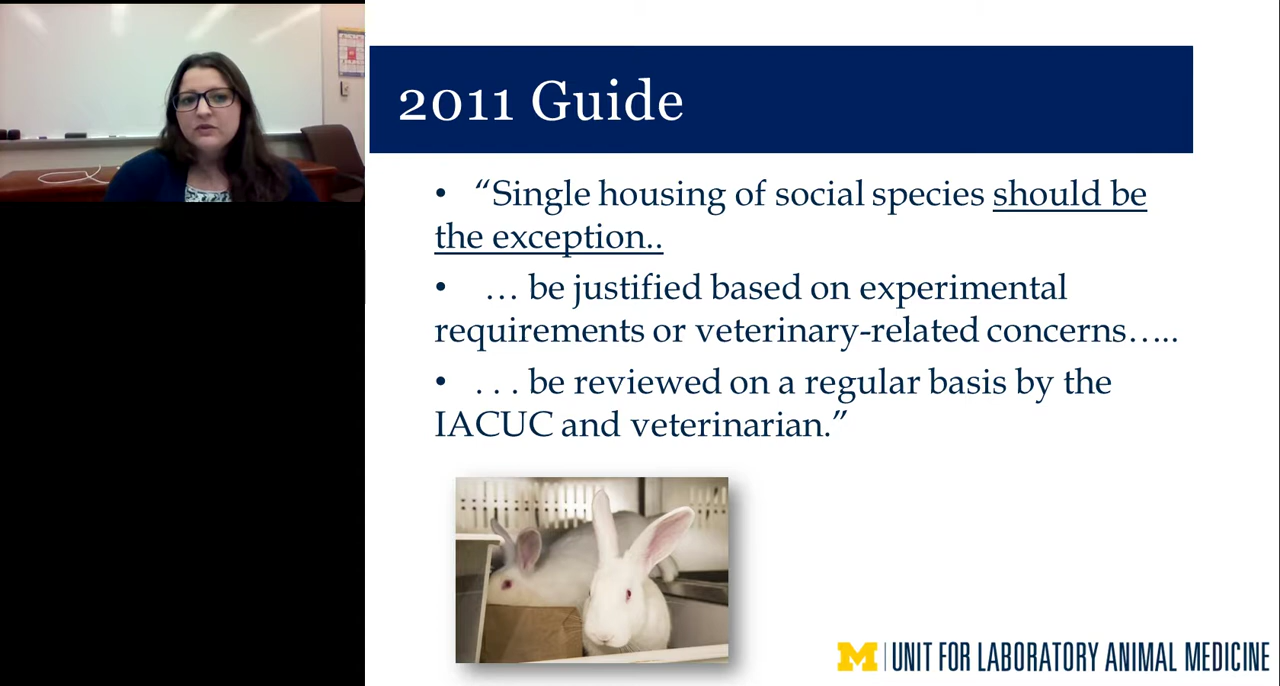 2011 Guide
• “Single housing of social species should be
the exception..
• … be justified based on experimental
requirements or veterinary-related concerns…..
• . . . be reviewed on a regular basis by the
IACUC and veterinarian.”
M | UNIT FOR LABORATORY ANIMAL MEDICINE